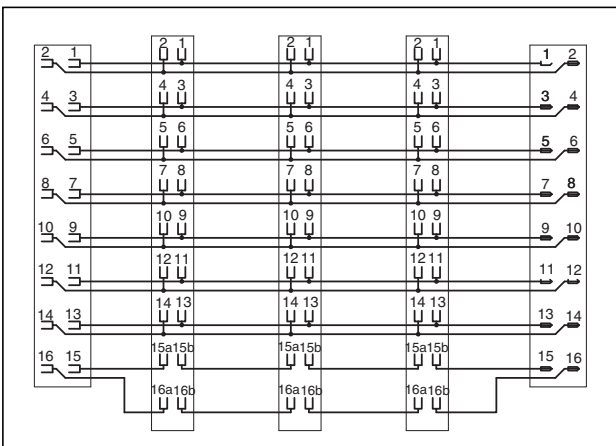 2 1 2 1 2 1 2 1 1 2
4 3 4 3 4 3 4 3 3 4
6 5 5 6 5 6 5 6 5 6
8 7 7 8 7 8 7 8 7 8
10 9 10 9 10 9 10 9 9 10
12 11 12 11 12 11 12 11 11 12
14 13 14 13 14 13 14 13 13 14
16 15 15a 15b 15a 15b 15a 15b 15 16
16a 16b 16a 16b 16a 16b